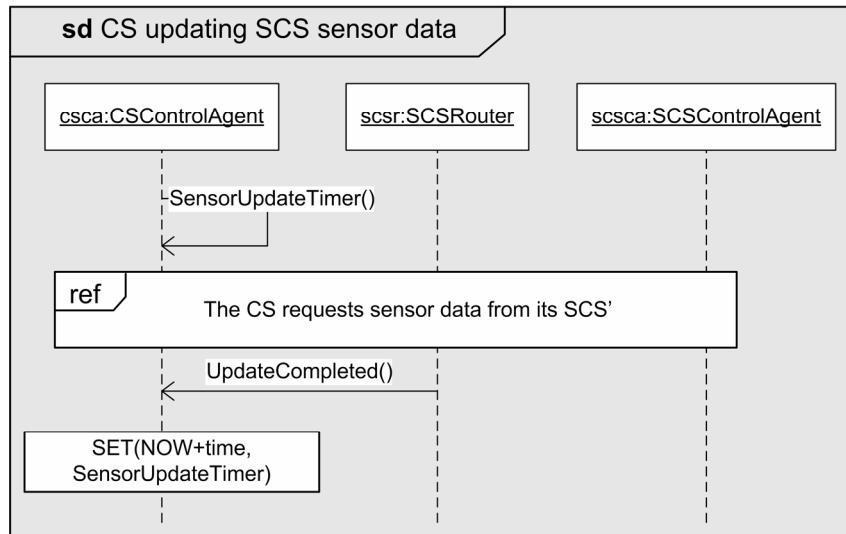 sd CS updating SCS sensor data
csca:CSControlAgent
scsr:SCSRouter
scsca:SCSControlAgent
SensorUpdateTimer()
ref
The CS requests sensor data from its SCS’
UpdateCompleted()
SET(NOW+time,
SensorUpdateTimer)